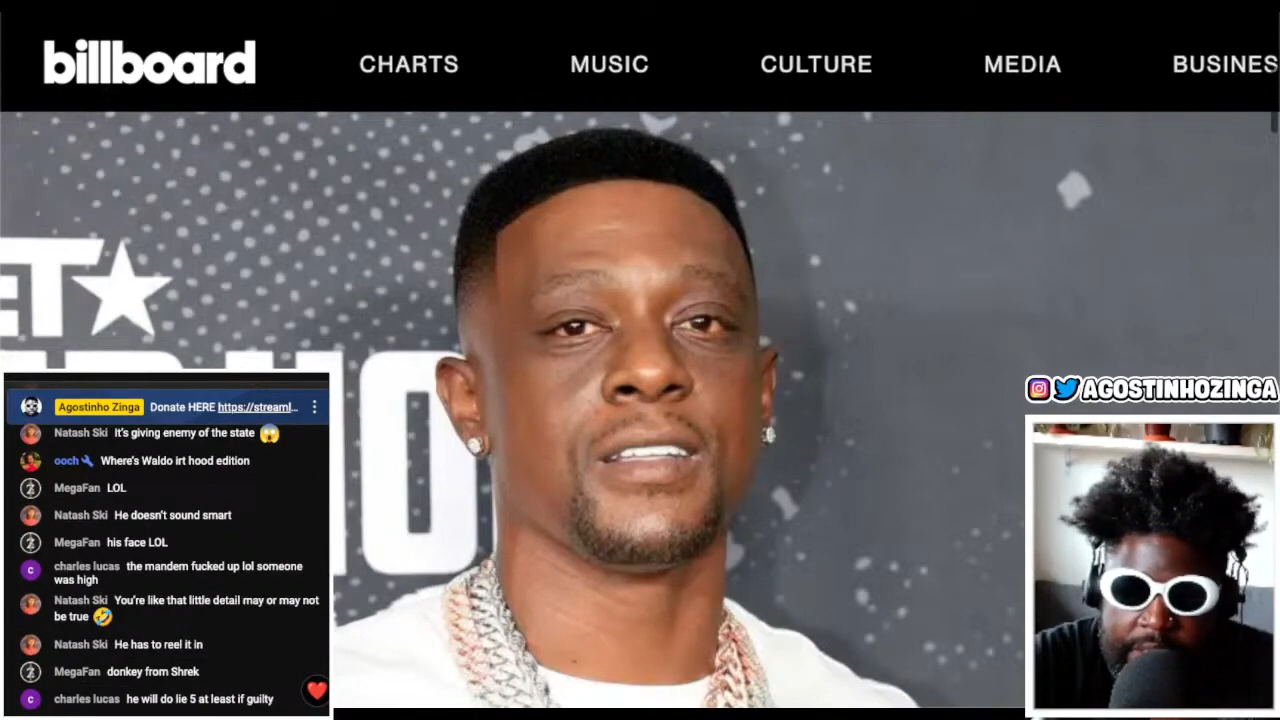 billboard
CHARTS
MUSIC
CULTURE
MEDIA
BUSINES
ET
Agostinho Zinga Donate HERE https://streaml...
Natash Ski It's giving enemy of the state 😱
ooch Where's Waldo irt hood edition
MegaFan LOL
Natash Ski He doesn't sound smart
MegaFan his face LOL
charles lucas the mandem fucked up lol someone
was high
Natash Ski You're like that little detail may or may not
be true 🤣
Natash Ski He has to reel it in
MegaFan donkey from Shrek
charles lucas he will do lie 5 at least if guilty
AGOSTINHOZINGA